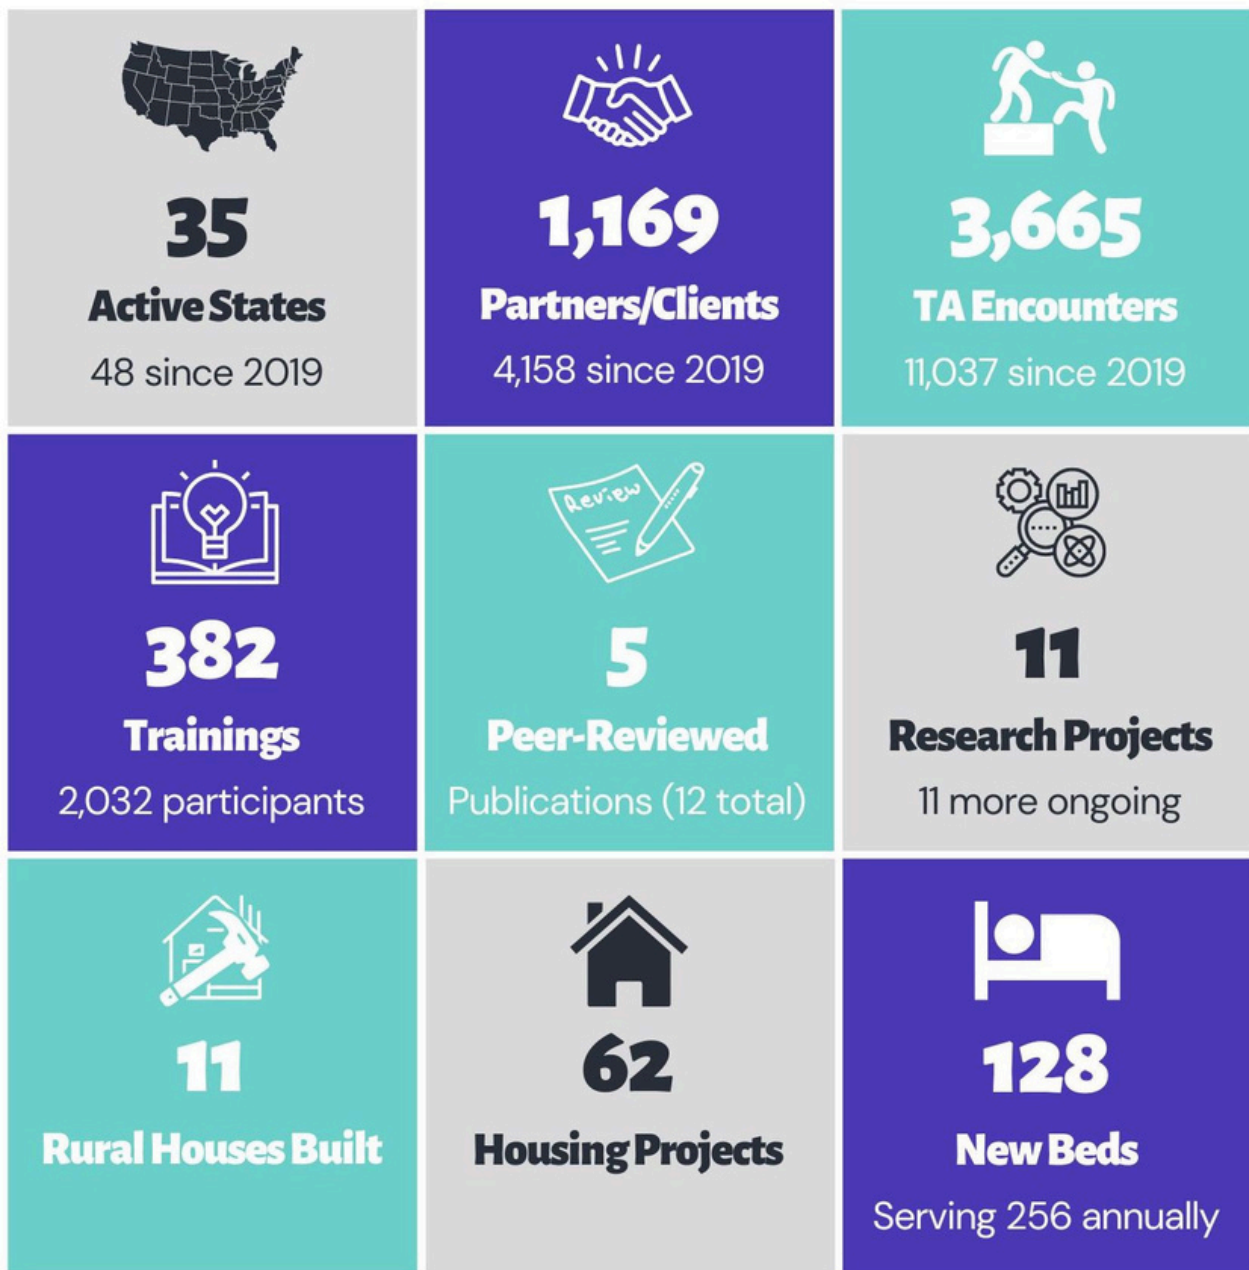 35
Active States
48 since 2019
1,169
Partners/Clients
4,158 since 2019
3,665
TA Encounters
11,037 since 2019
382
Trainings
2,032 participants
Review
5
Peer-Reviewed
Publications (12 total)
11
Research Projects
11 more ongoing
11
Rural Houses Built
62
Housing Projects
128
New Beds
Serving 256 annually